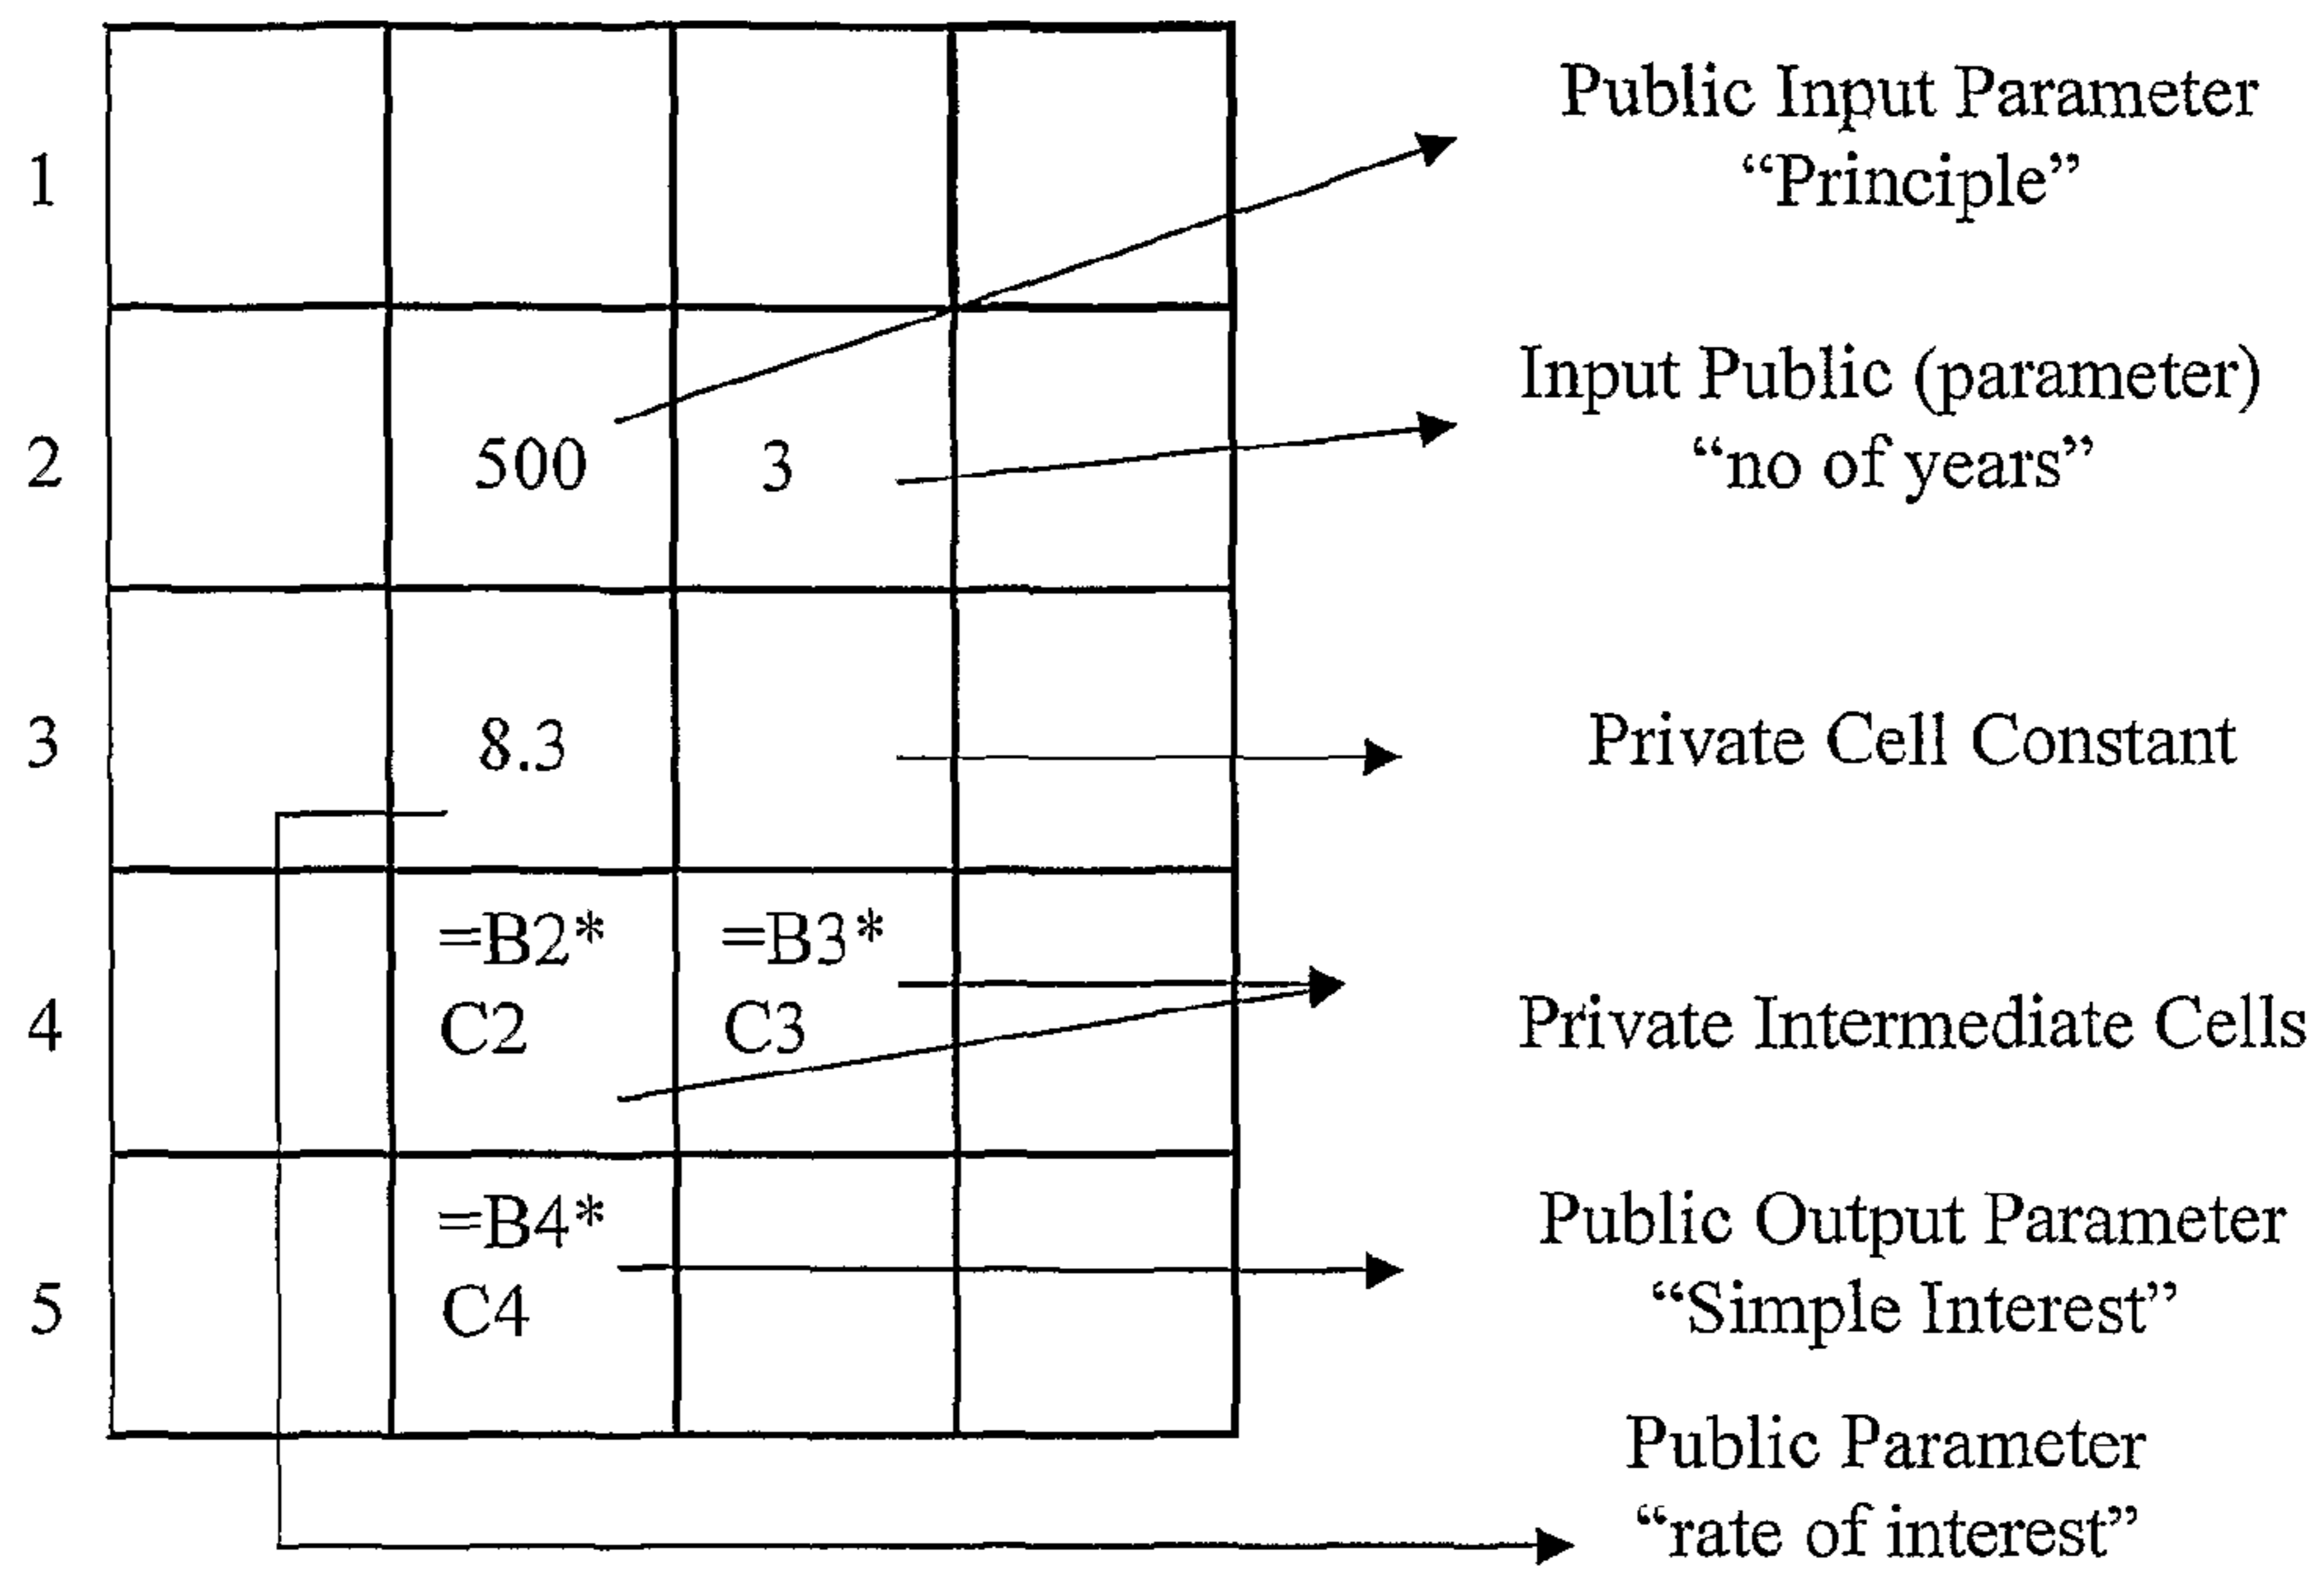 Public Input Parameter
“Principle”
1
Input Public (parameter)
“no of years”
2 500 3
3 8.3 Private Cell Constant
=B2* =B3*
4 C2 C3 Private Intermediate Cells
=B4* Public Output Parameter
5 C4 “Simple Interest”
Public Parameter
“rate of interest”